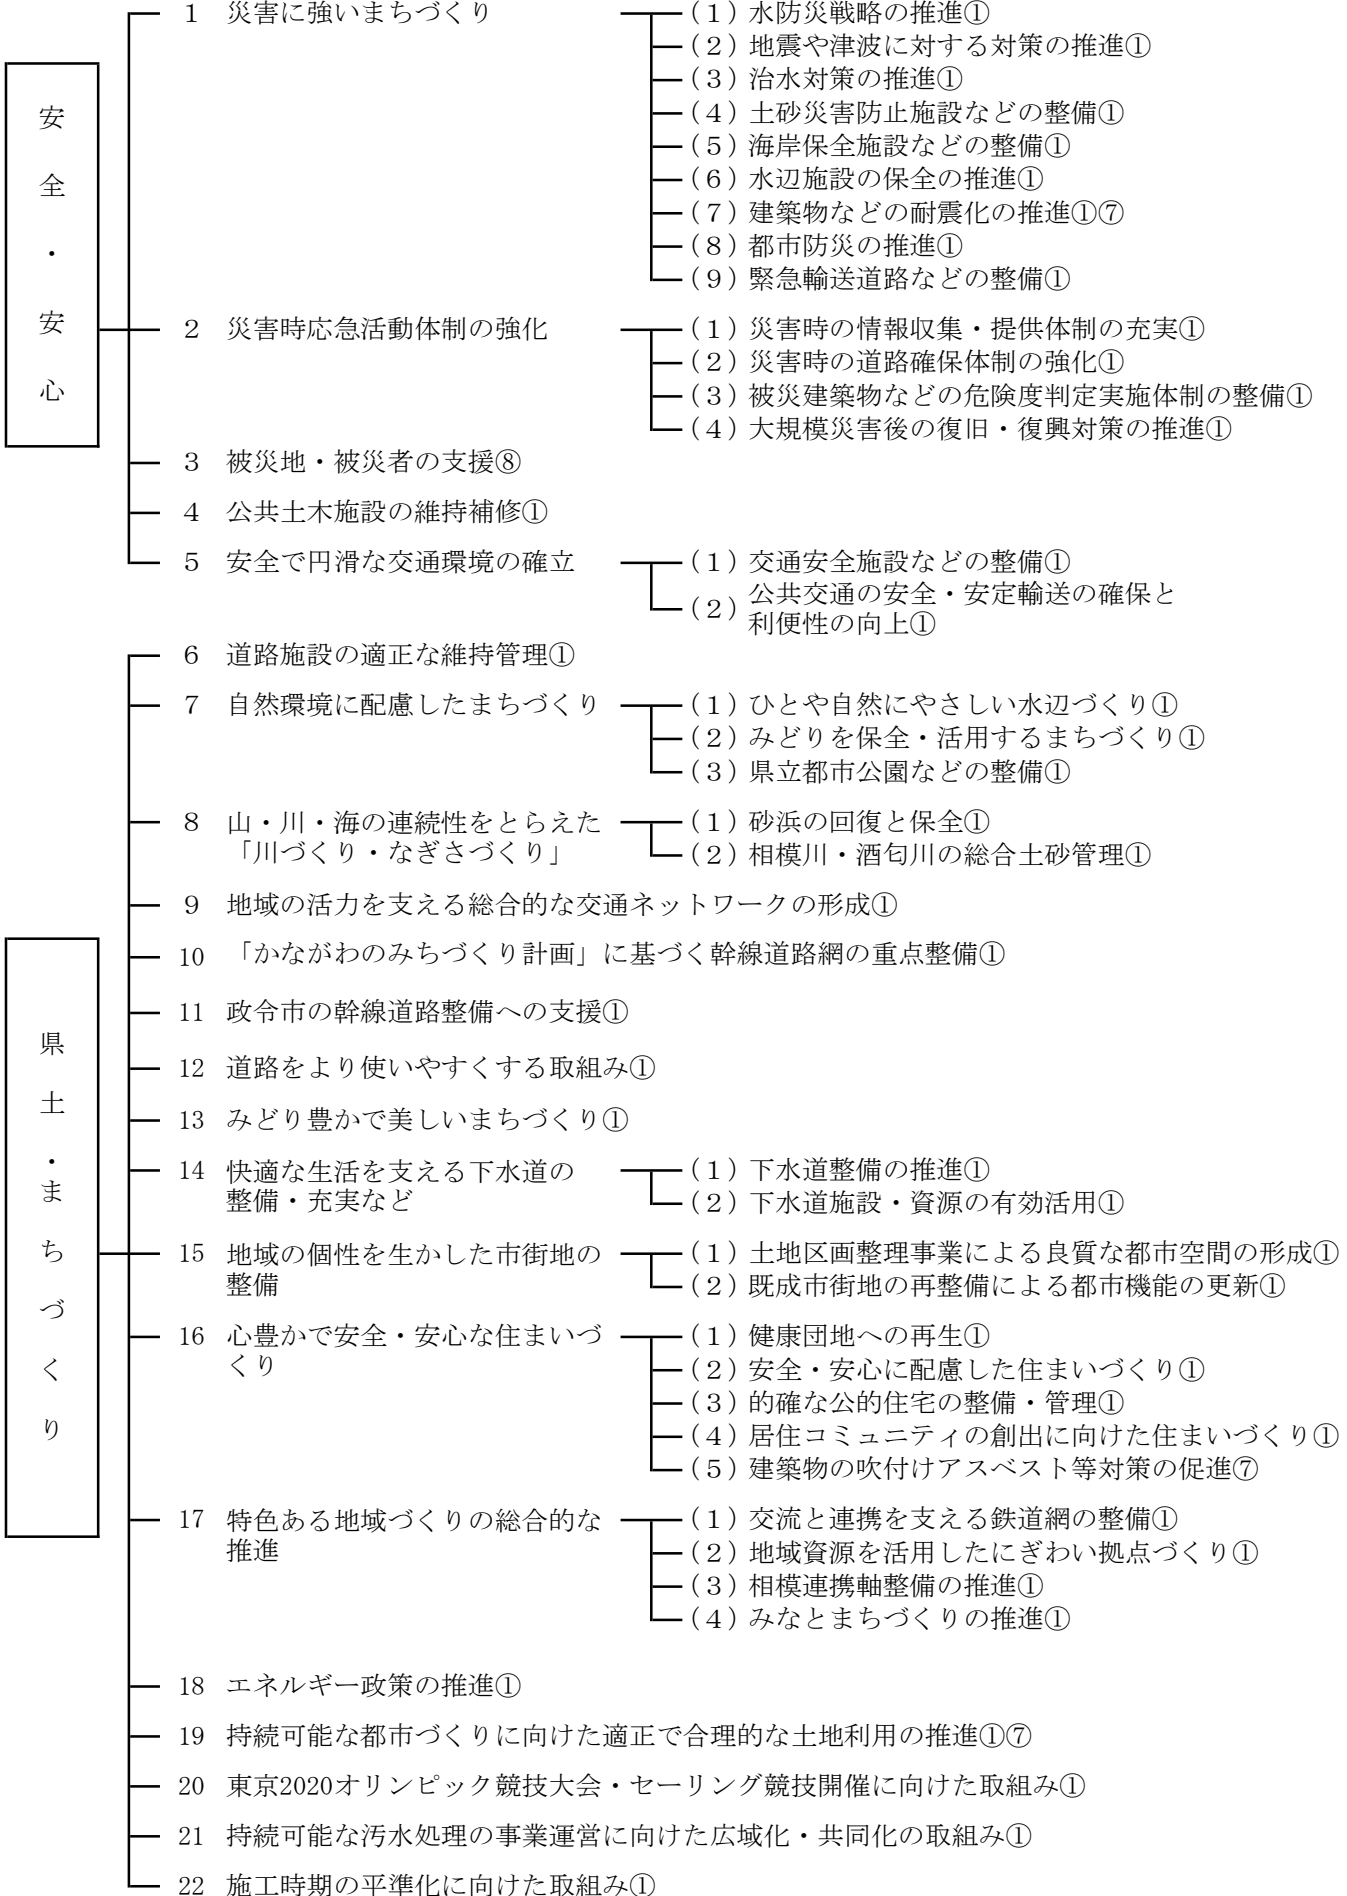 安全・安心
1 災害に強いまちづくり
(1)水防災戦略の推進①
(2)地震や津波に対する対策の推進①
(3)治水対策の推進①
(4)土砂災害防止施設などの整備①
(5)海岸保全施設などの整備①
(6)水辺施設の保全の推進①
(7)建築物などの耐震化の推進①⑦
(8)都市防災の推進①
(9)緊急輸送道路などの整備①
2 災害時応急活動体制の強化
(1)災害時の情報収集・提供体制の充実①
(2)災害時の道路確保体制の強化①
(3)被災建築物などの危険度判定実施体制の整備①
(4)大規模災害後の復旧・復興対策の推進①
3 被災地・被災者の支援⑧
4 公共土木施設の維持補修①
5 安全で円滑な交通環境の確立
(1)交通安全施設などの整備①
(2)公共交通の安全・安定輸送の確保と
利便性の向上①
県土・まちづくり
6 道路施設の適正な維持管理①
7 自然環境に配慮したまちづくり
(1)ひとや自然にやさしい水辺づくり①
(2)みどりを保全・活用するまちづくり①
(3)県立都市公園などの整備①
8 山・川・海の連続性をとらえた
「川づくり・なぎさづくり」
(1)砂浜の回復と保全①
(2)相模川・酒匂川の総合土砂管理①
9 地域の活力を支える総合的な交通ネットワークの形成①
10 「かながわのみちづくり計画」に基づく幹線道路網の重点整備①
11 政令市の幹線道路整備への支援①
12 道路をより使いやすくする取組み①
13 みどり豊かで美しいまちづくり①
14 快適な生活を支える下水道の
整備・充実など
(1)下水道整備の推進①
(2)下水道施設・資源の有効活用①
15 地域の個性を生かした市街地の
整備
(1)土地区画整理事業による良質な都市空間の形成①
(2)既成市街地の再整備による都市機能の更新①
16 心豊かで安全・安心な住まいづ
くり
(1)健康団地への再生①
(2)安全・安心に配慮した住まいづくり①
(3)的確な公的住宅の整備・管理①
(4)居住コミュニティの創出に向けた住まいづくり①
(5)建築物の吹付けアスベスト等対策の促進⑦
17 特色ある地域づくりの総合的な
推進
(1)交流と連携を支える鉄道網の整備①
(2)地域資源を活用したにぎわい拠点づくり①
(3)相模連携軸整備の推進①
(4)みなとまちづくりの推進①
18 エネルギー政策の推進①
19 持続可能な都市づくりに向けた適正で合理的な土地利用の推進①⑦
20 東京2020オリンピック競技大会・セーリング競技開催に向けた取組み①
21 持続可能な汚水処理の事業運営に向けた広域化・共同化の取組み①
22 施工時期の平準化に向けた取組み①